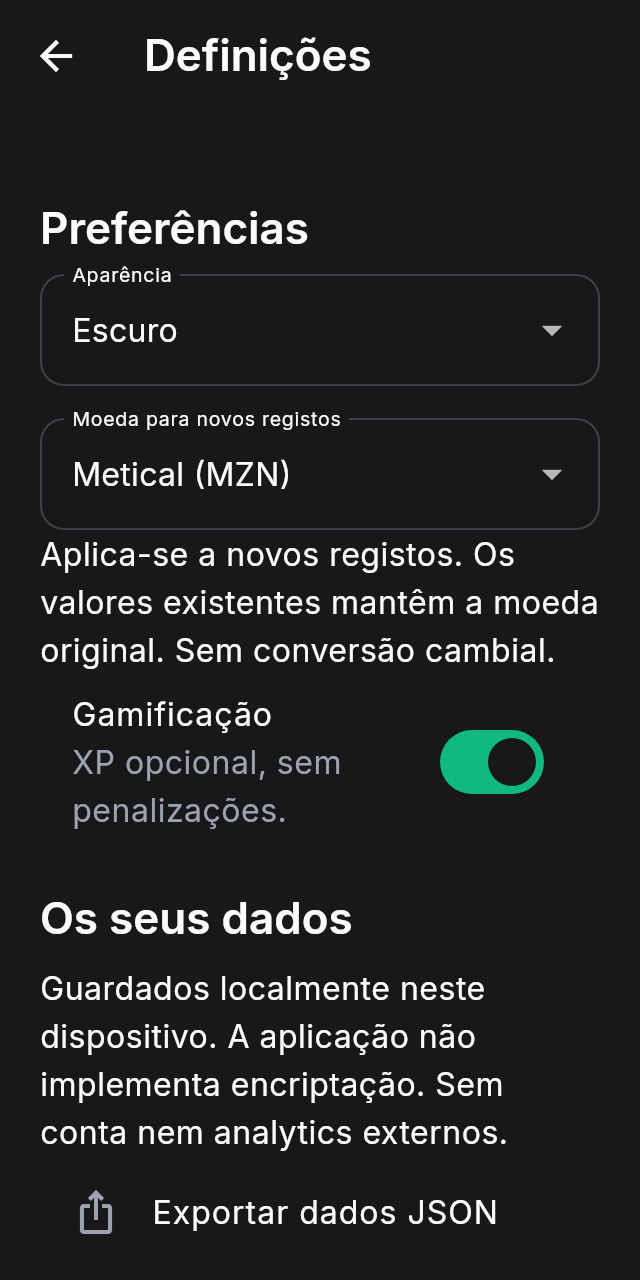 Definições
Preferências
Aparência
Escuro
Moeda para novos registos
Metical (MZN)
Aplica-se a novos registos. Os
valores existentes mantêm a moeda
original. Sem conversão cambial.
Gamificação
XP opcional, sem
penalizações.
Os seus dados
Guardados localmente neste
dispositivo. A aplicação não
implementa encriptação. Sem
conta nem analytics externos.
Exportar dados JSON